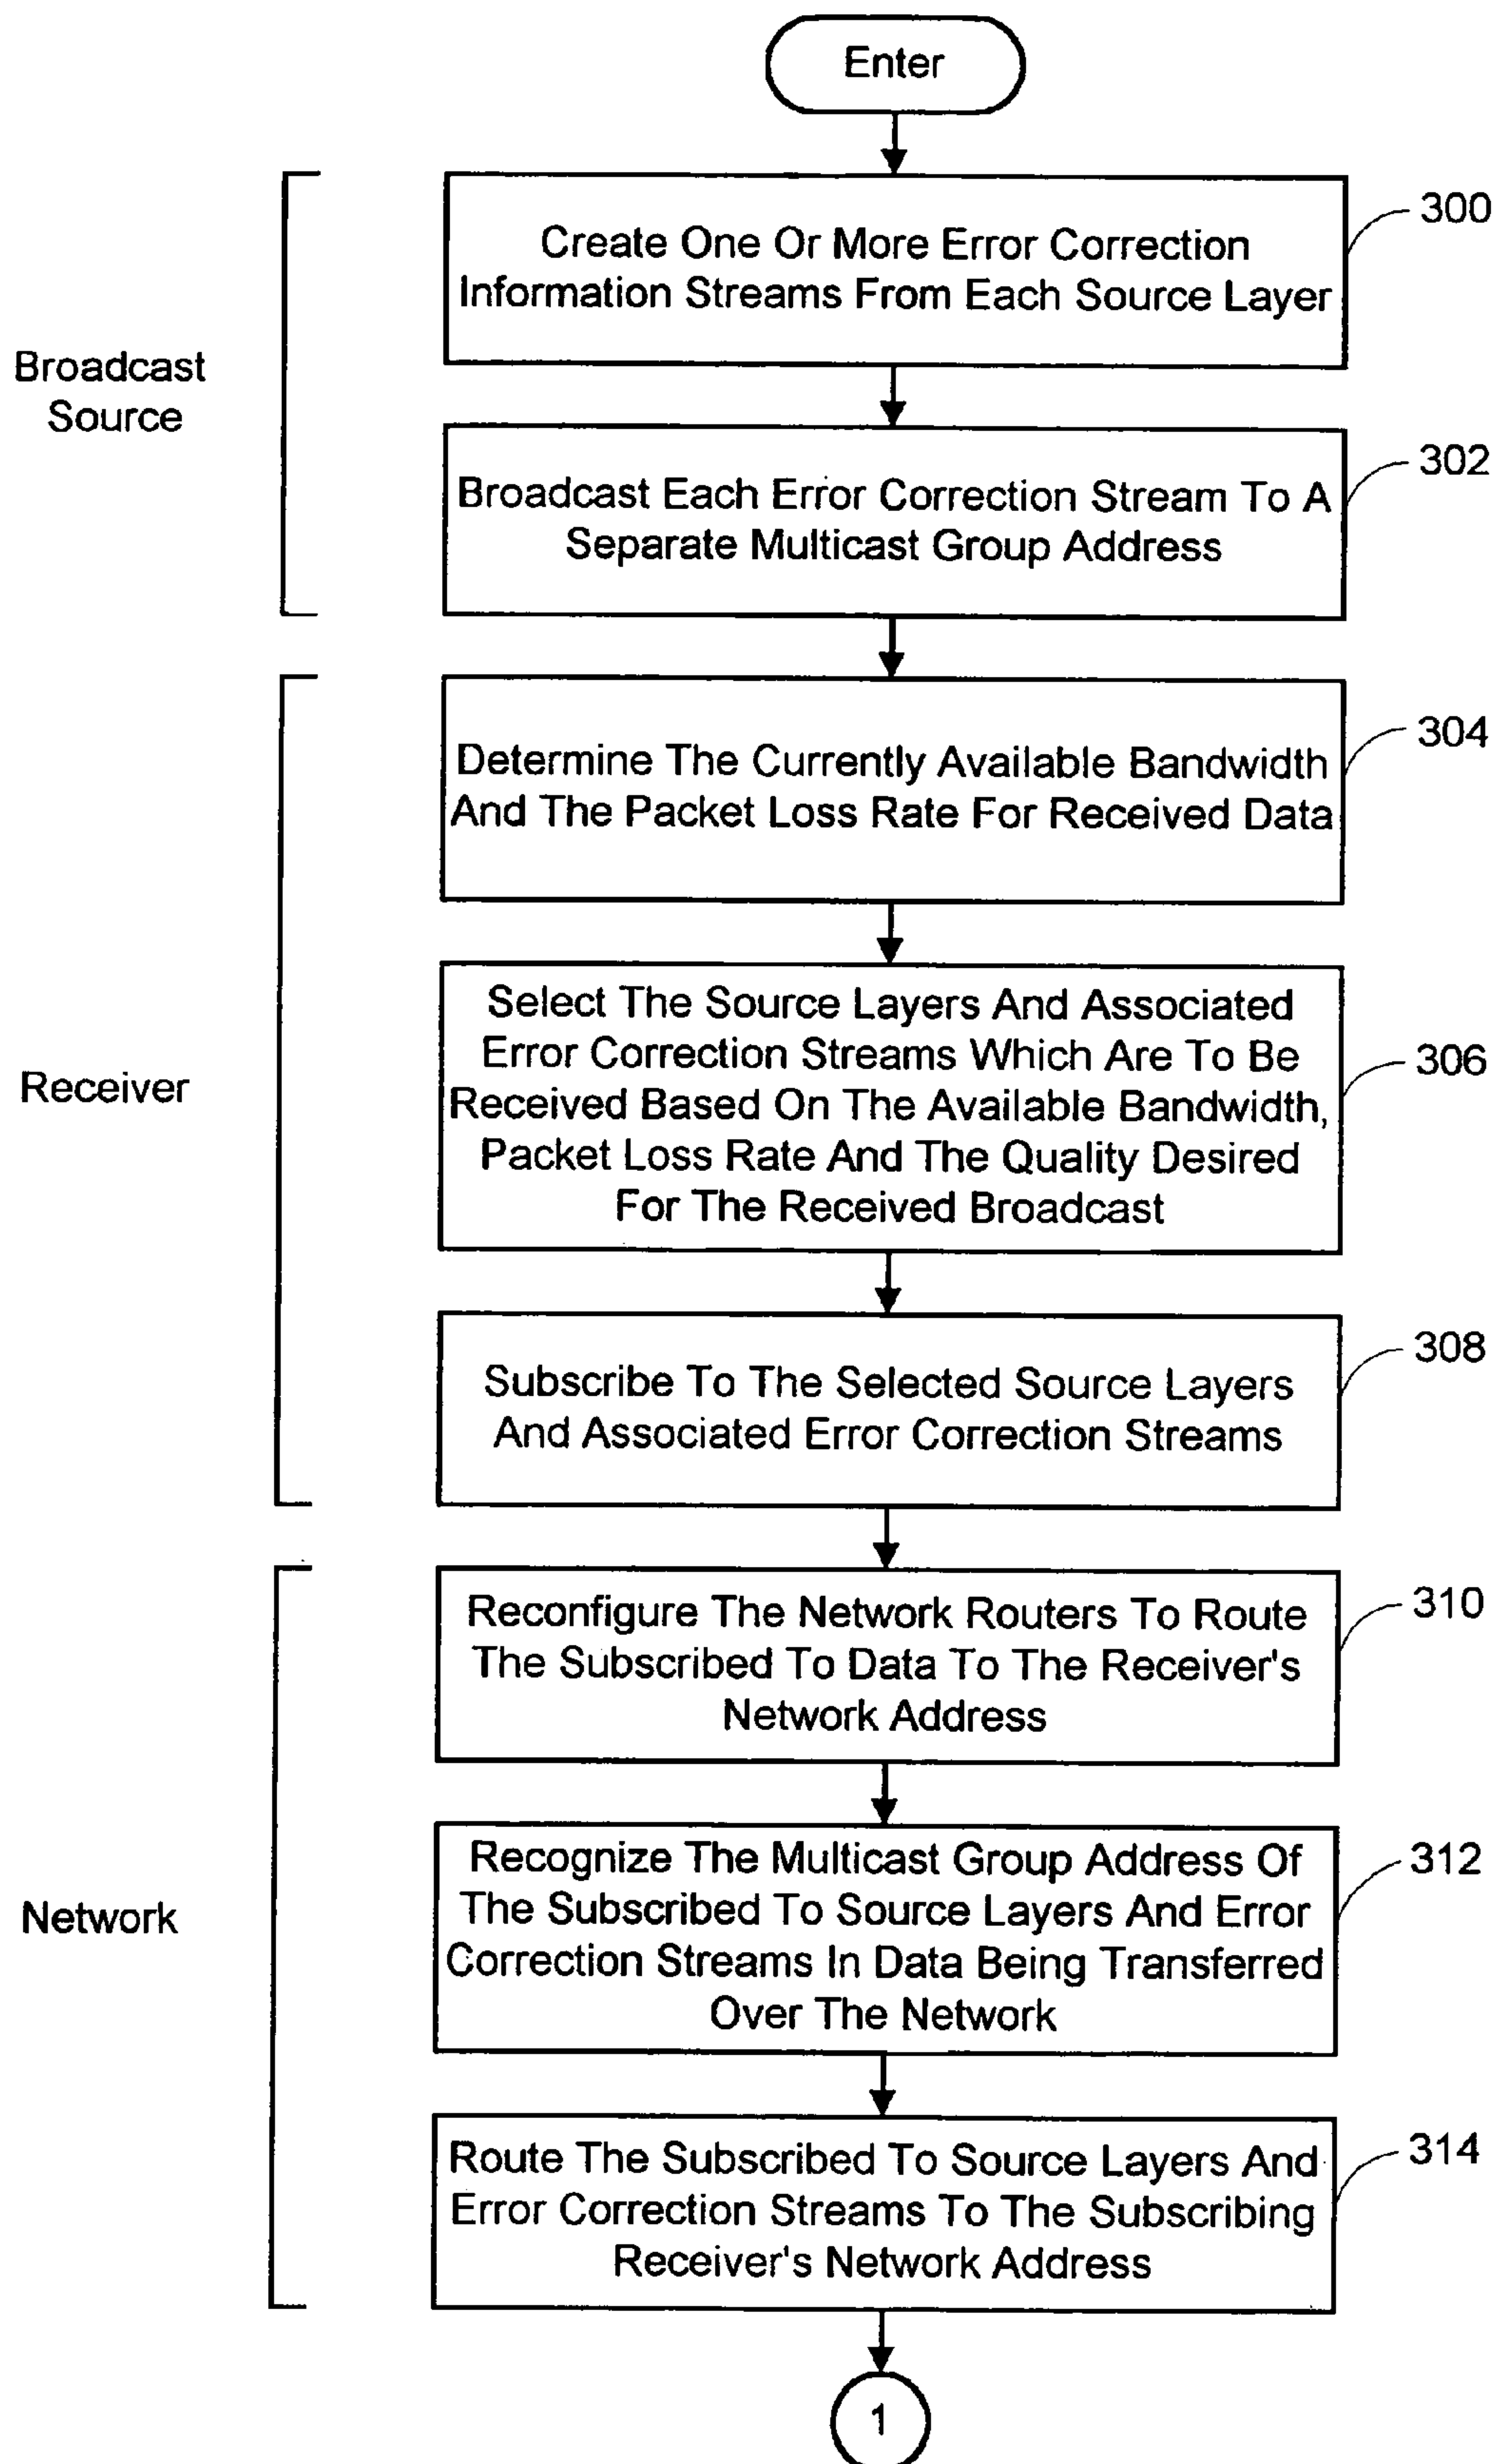 Enter
Create One Or More Error Correction
Information Streams From Each Source Layer
300
Broadcast
Source
Broadcast Each Error Correction Stream To A
Separate Multicast Group Address
302
Determine The Currently Available Bandwidth
And The Packet Loss Rate For Received Data
304
Receiver
Select The Source Layers And Associated
Error Correction Streams Which Are To Be
Received Based On The Available Bandwidth,
Packet Loss Rate And The Quality Desired
For The Received Broadcast
306
Subscribe To The Selected Source Layers
And Associated Error Correction Streams
308
Reconfigure The Network Routers To Route
The Subscribed To Data To The Receiver's
Network Address
310
Network
Recognize The Multicast Group Address Of
The Subscribed To Source Layers And Error
Correction Streams In Data Being Transferred
Over The Network
312
Route The Subscribed To Source Layers And
Error Correction Streams To The Subscribing
Receiver's Network Address
314
1